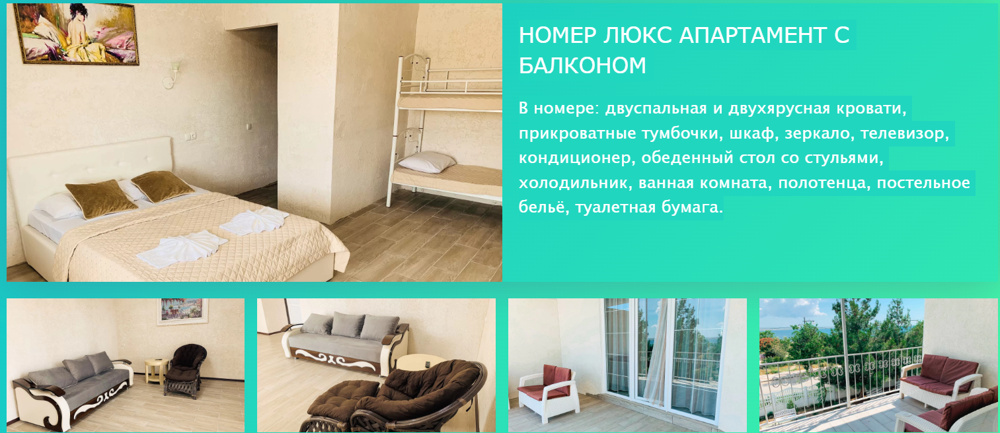 НОМЕР ЛЮКС АПАРТАМЕНТ С
БАЛКОНОМ
В номере: двуспальная и двухярусная кровати,
прикроватные тумбочки, шкаф, зеркало, телевизор,
кондиционер, обеденный стол со стульями,
холодильник, ванная комната, полотенца, постельное
бельё, туалетная бумага.